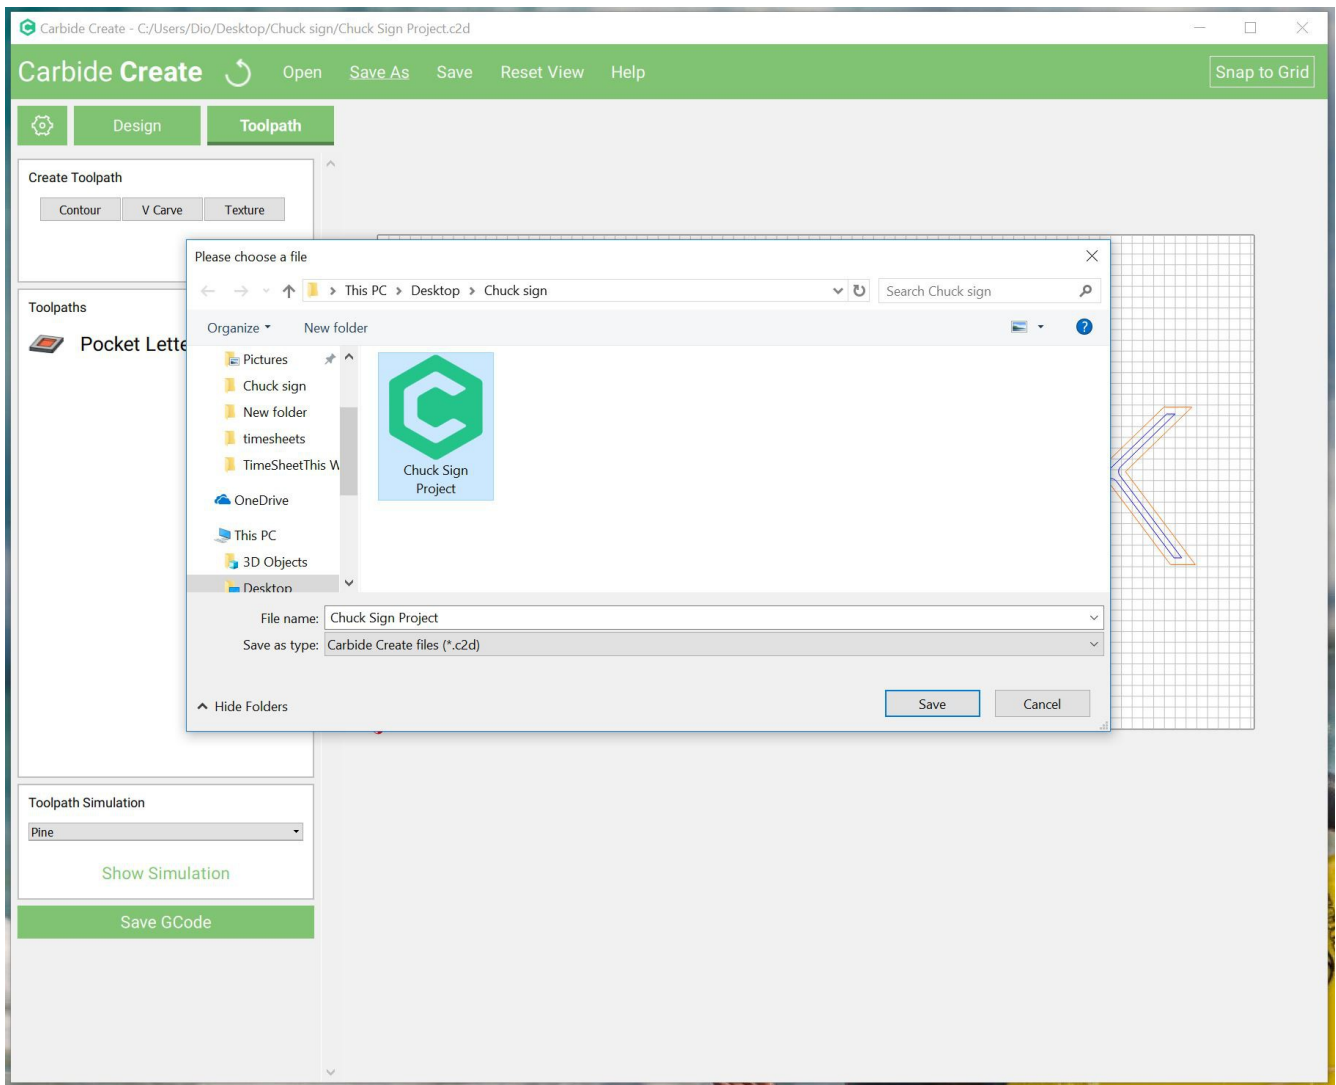 Carbide Create - C:/Users/Dio/Desktop/Chuck sign/Chuck Sign Project.c2d
Carbide Create Open Save As Save Reset View Help Snap to Grid
Design Toolpath
Create Toolpath
Contour V Carve Texture
Please choose a file
This PC > Desktop > Chuck sign Search Chuck sign
Toolpaths
Organize New folder
Pocket Lette
Pictures
Chuck sign
New folder
timesheets
TimeSheetThis W
OneDrive
This PC
3D Objects
Desktop
Chuck Sign
Project
File name: Chuck Sign Project
Save as type: Carbide Create files (*.c2d)
Hide Folders Save Cancel
Toolpath Simulation
Pine
Show Simulation
Save GCode